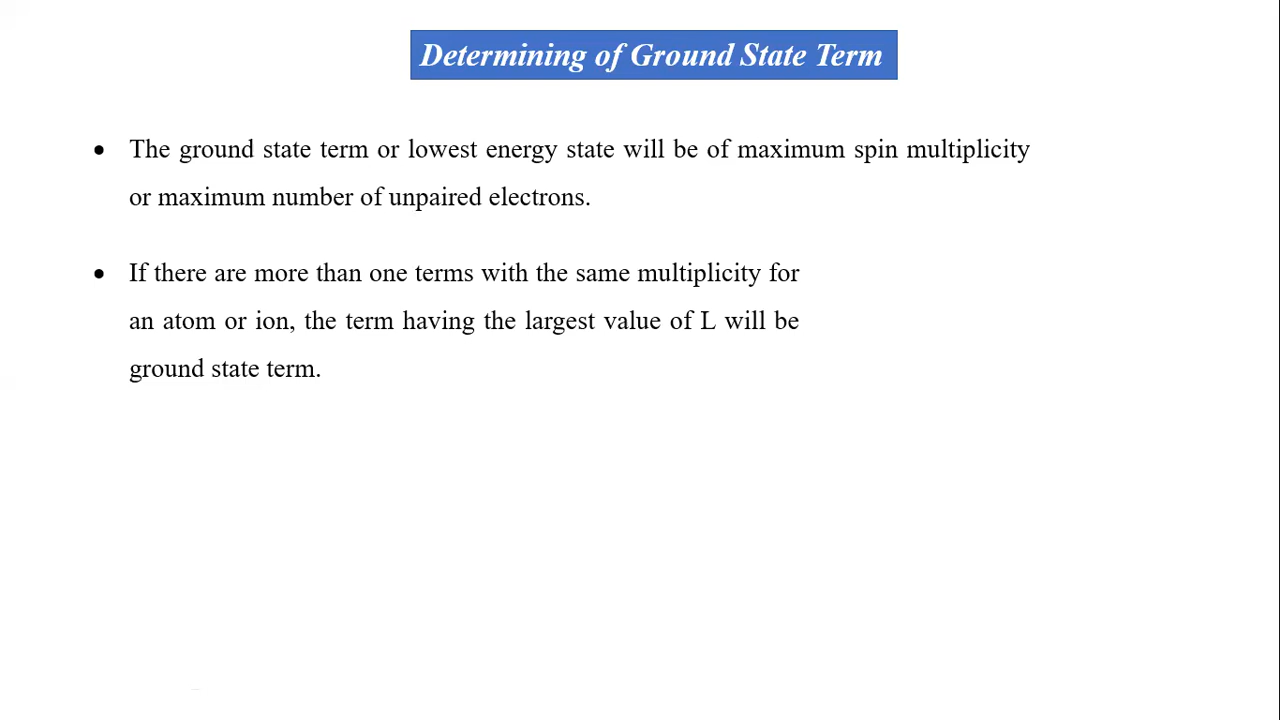 Determining of Ground State Term
• The ground state term or lowest energy state will be of maximum spin multiplicity
or maximum number of unpaired electrons.
• If there are more than one terms with the same multiplicity for
an atom or ion, the term having the largest value of L will be
ground state term.